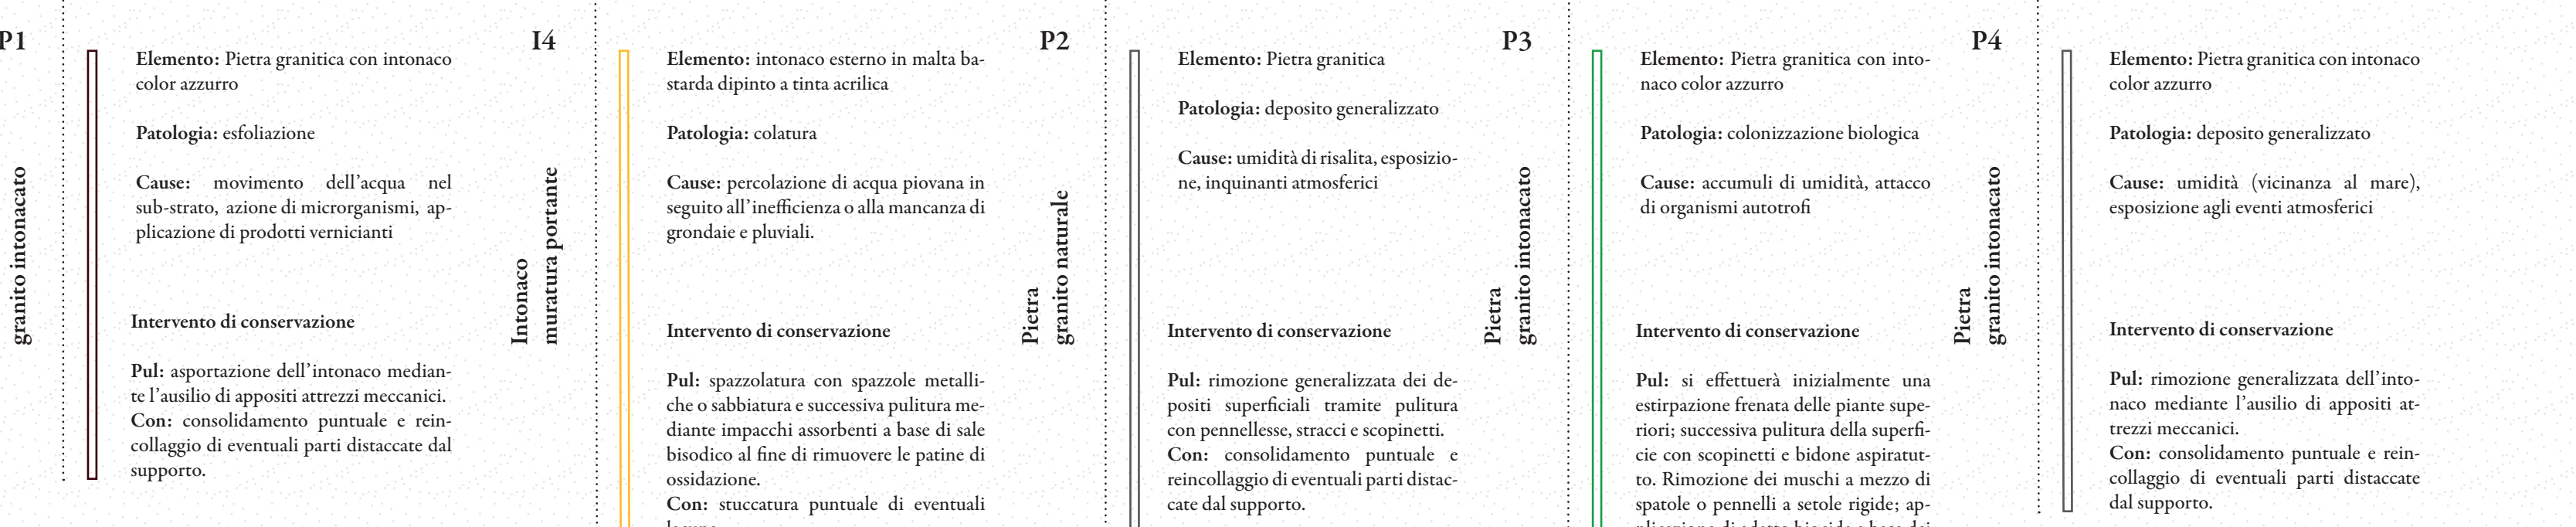 P1
granito intonacato
Elemento: Pietra granitica con intonaco
color azzurro
Patologia: esfoliazione
Cause: movimento dell'acqua nel
sub-strato, azione di microrganismi, ap-
plicazione di prodotti vernicianti
Intervento di conservazione
Pul: asportazione dell'intonaco median-
te l'ausilio di appositi attrezzi meccanici.
Con: consolidamento puntuale e rein-
collaggio di eventuali parti distaccate dal
supporto.
I4
Intonaco
muratura portante
Elemento: intonaco esterno in malta ba-
starda dipinto a tinta acrilica
Patologia: colatura
Cause: percolazione di acqua piovana in
seguito all'inefficienza o alla mancanza di
grondaie e pluviali.
Intervento di conservazione
Pul: spazzolatura con spazzole metalli-
che o sabbiatura e successiva pulitura me-
diante impacchi assorbenti a base di sale
bisodico al fine di rimuovere le patine di
ossidazione.
Con: stuccatura puntuale di eventuali
P2
Pietra
granito naturale
Elemento: Pietra granitica
Patologia: deposito generalizzato
Cause: umidità di risalita, esposizio-
ne, inquinanti atmosferici
Intervento di conservazione
Pul: rimozione generalizzata dei de-
positi superficiali tramite pulitura
con pennellesse, stracci e scopinetti.
Con: consolidamento puntuale e
reincollaggio di eventuali parti distac-
cate dal supporto.
P3
Pietra
granito intonacato
Elemento: Pietra granitica con into-
naco color azzurro
Patologia: colonizzazione biologica
Cause: accumuli di umidità, attacco
di organismi autotrofi
Intervento di conservazione
Pul: si effettuerà inizialmente una
estirpazione frenata delle piante supe-
riori; successiva pulitura della superfi-
cie con scopinetti e bidone aspiratut-
to. Rimozione dei muschi a mezzo di
spatole o pennelli a setole rigide; ap-
P4
Pietra
granito intonacato
Elemento: Pietra granitica con intonaco
color azzurro
Patologia: deposito generalizzato
Cause: umidità (vicinanza al mare),
esposizione agli eventi atmosferici
Intervento di conservazione
Pul: rimozione generalizzata dell'into-
naco mediante l'ausilio di appositi at-
trezzi meccanici.
Con: consolidamento puntuale e rein-
collaggio di eventuali parti distaccate
dal supporto.